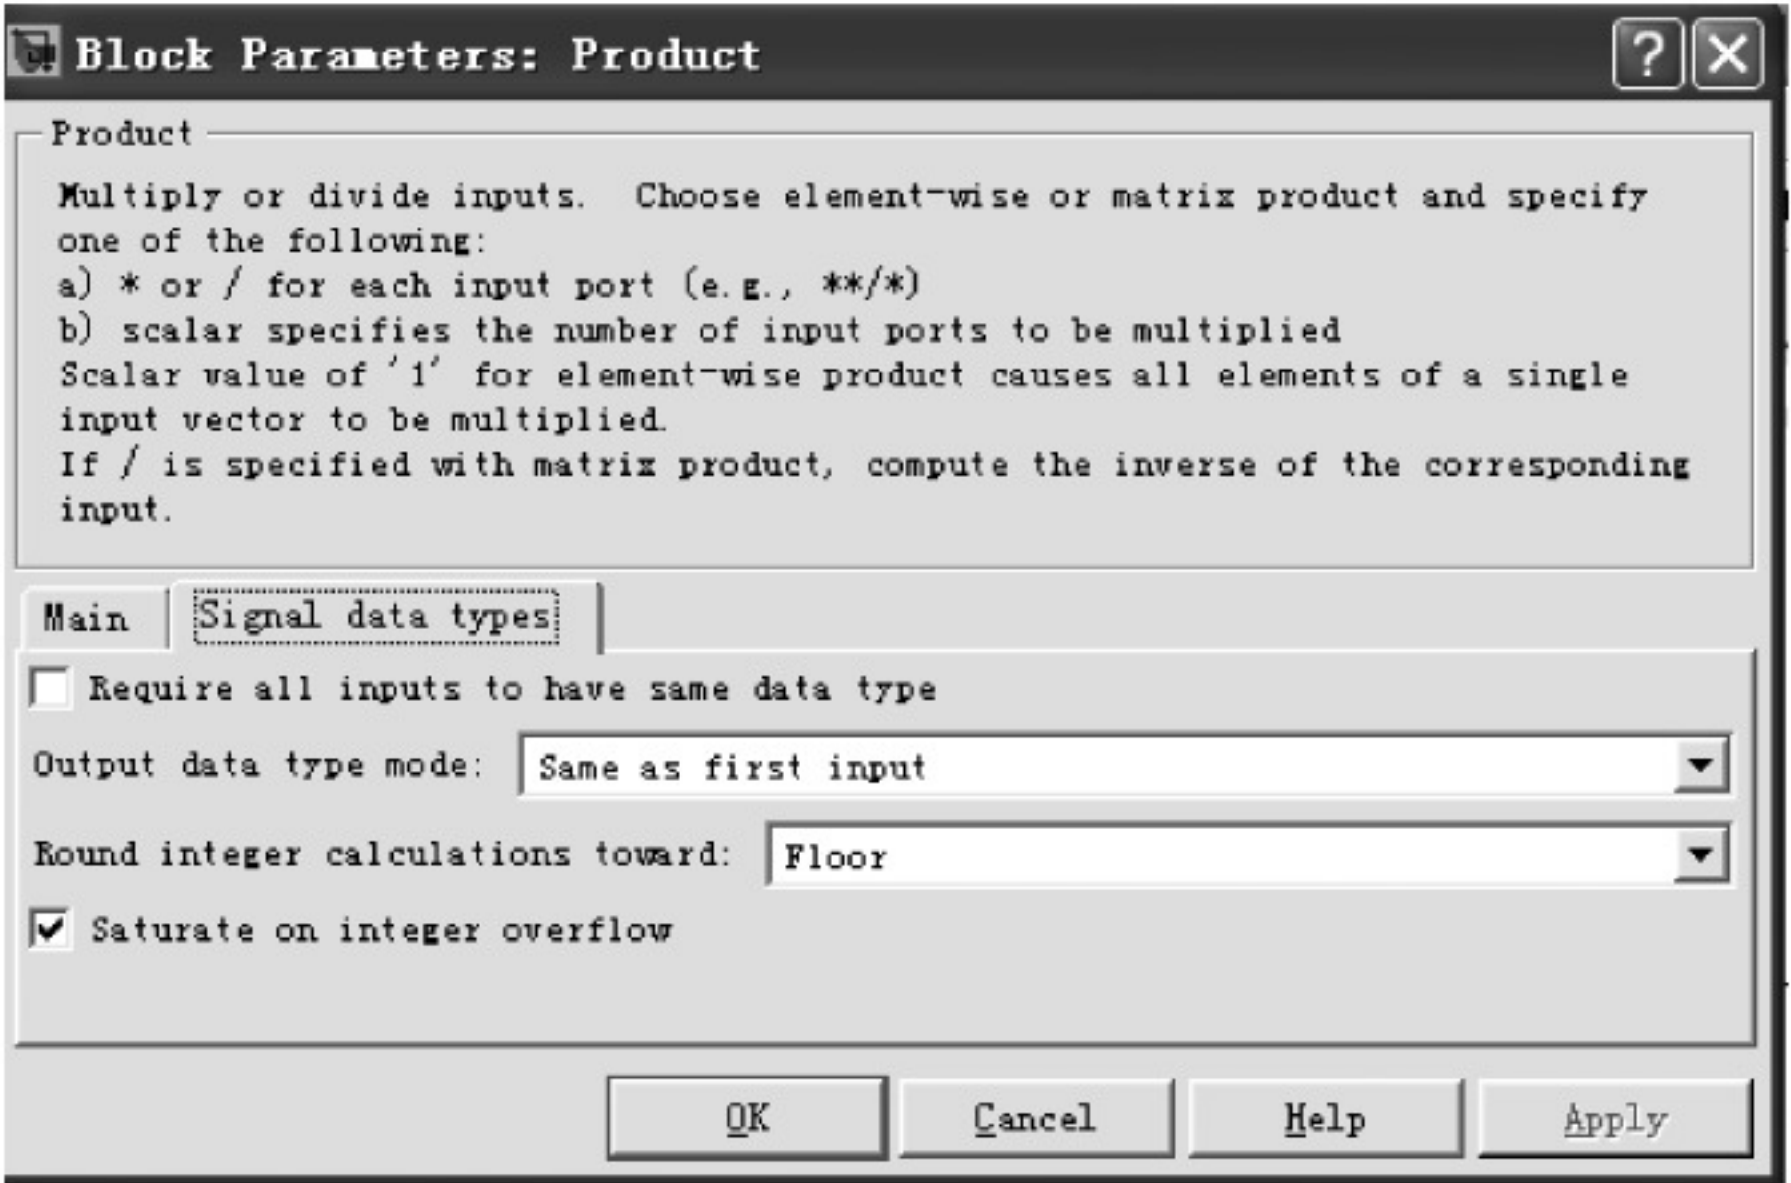 Block Parameters: Product
Product
Multiply or divide inputs. Choose element-wise or matrix product and specify
one of the following:
a) * or / for each input port (e.g., **/*)
b) scalar specifies the number of input ports to be multiplied
Scalar value of '1' for element-wise product causes all elements of a single
input vector to be multiplied.
If / is specified with matrix product, compute the inverse of the corresponding
input.
Main Signal data types
Require all inputs to have same data type
Output data type mode: Same as first input
Round integer calculations toward: Floor
Saturate on integer overflow
OK Cancel Help Apply